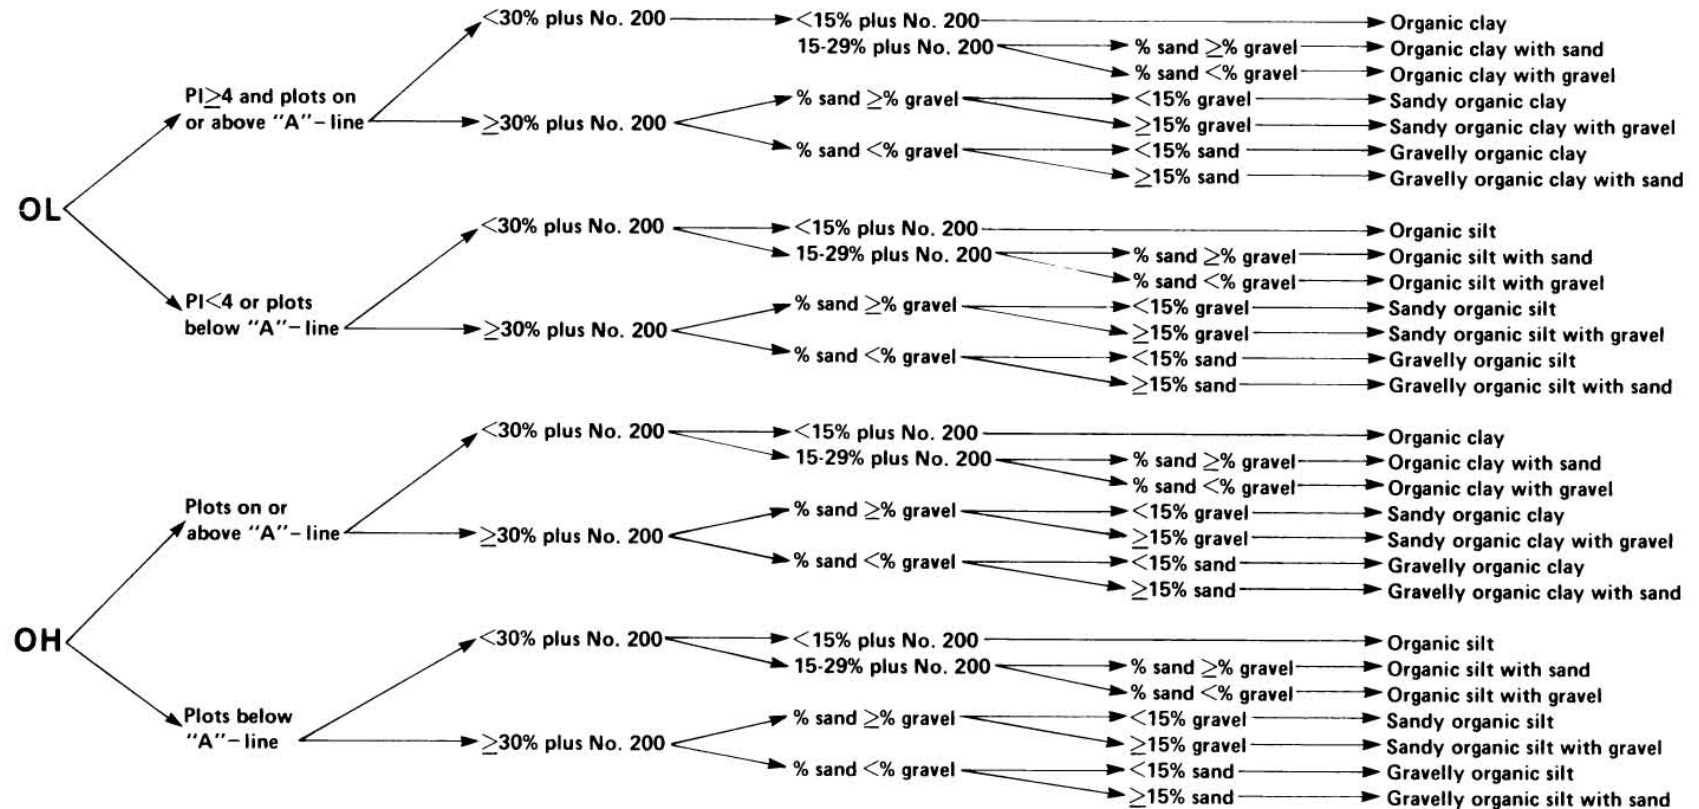 <30% plus No. 200 <15% plus No. 200 Organic clay
15-29% plus No. 200 % sand ≥% gravel Organic clay with sand
% sand <% gravel Organic clay with gravel
PI≥4 and plots on
or above "A"-line
≥30% plus No. 200 % sand ≥% gravel <15% gravel Sandy organic clay
≥15% gravel Sandy organic clay with gravel
% sand <% gravel <15% sand Gravelly organic clay
≥15% sand Gravelly organic clay with sand
OL
<30% plus No. 200 <15% plus No. 200 Organic silt
15-29% plus No. 200 % sand ≥% gravel Organic silt with sand
% sand <% gravel Organic silt with gravel
PI<4 or plots
below "A"-line
≥30% plus No. 200 % sand ≥% gravel <15% gravel Sandy organic silt
≥15% gravel Sandy organic silt with gravel
% sand <% gravel <15% sand Gravelly organic silt
≥15% sand Gravelly organic silt with sand
<30% plus No. 200 <15% plus No. 200 Organic clay
15-29% plus No. 200 % sand ≥% gravel Organic clay with sand
% sand <% gravel Organic clay with gravel
Plots on or
above "A"-line
≥30% plus No. 200 % sand ≥% gravel <15% gravel Sandy organic clay
≥15% gravel Sandy organic clay with gravel
% sand <% gravel <15% sand Gravelly organic clay
≥15% sand Gravelly organic clay with sand
OH
<30% plus No. 200 <15% plus No. 200 Organic silt
15-29% plus No. 200 % sand ≥% gravel Organic silt with sand
% sand <% gravel Organic silt with gravel
Plots below
"A"-line
≥30% plus No. 200 % sand ≥% gravel <15% gravel Sandy organic silt
≥15% gravel Sandy organic silt with gravel
% sand <% gravel <15% sand Gravelly organic silt
≥15% sand Gravelly organic silt with sand